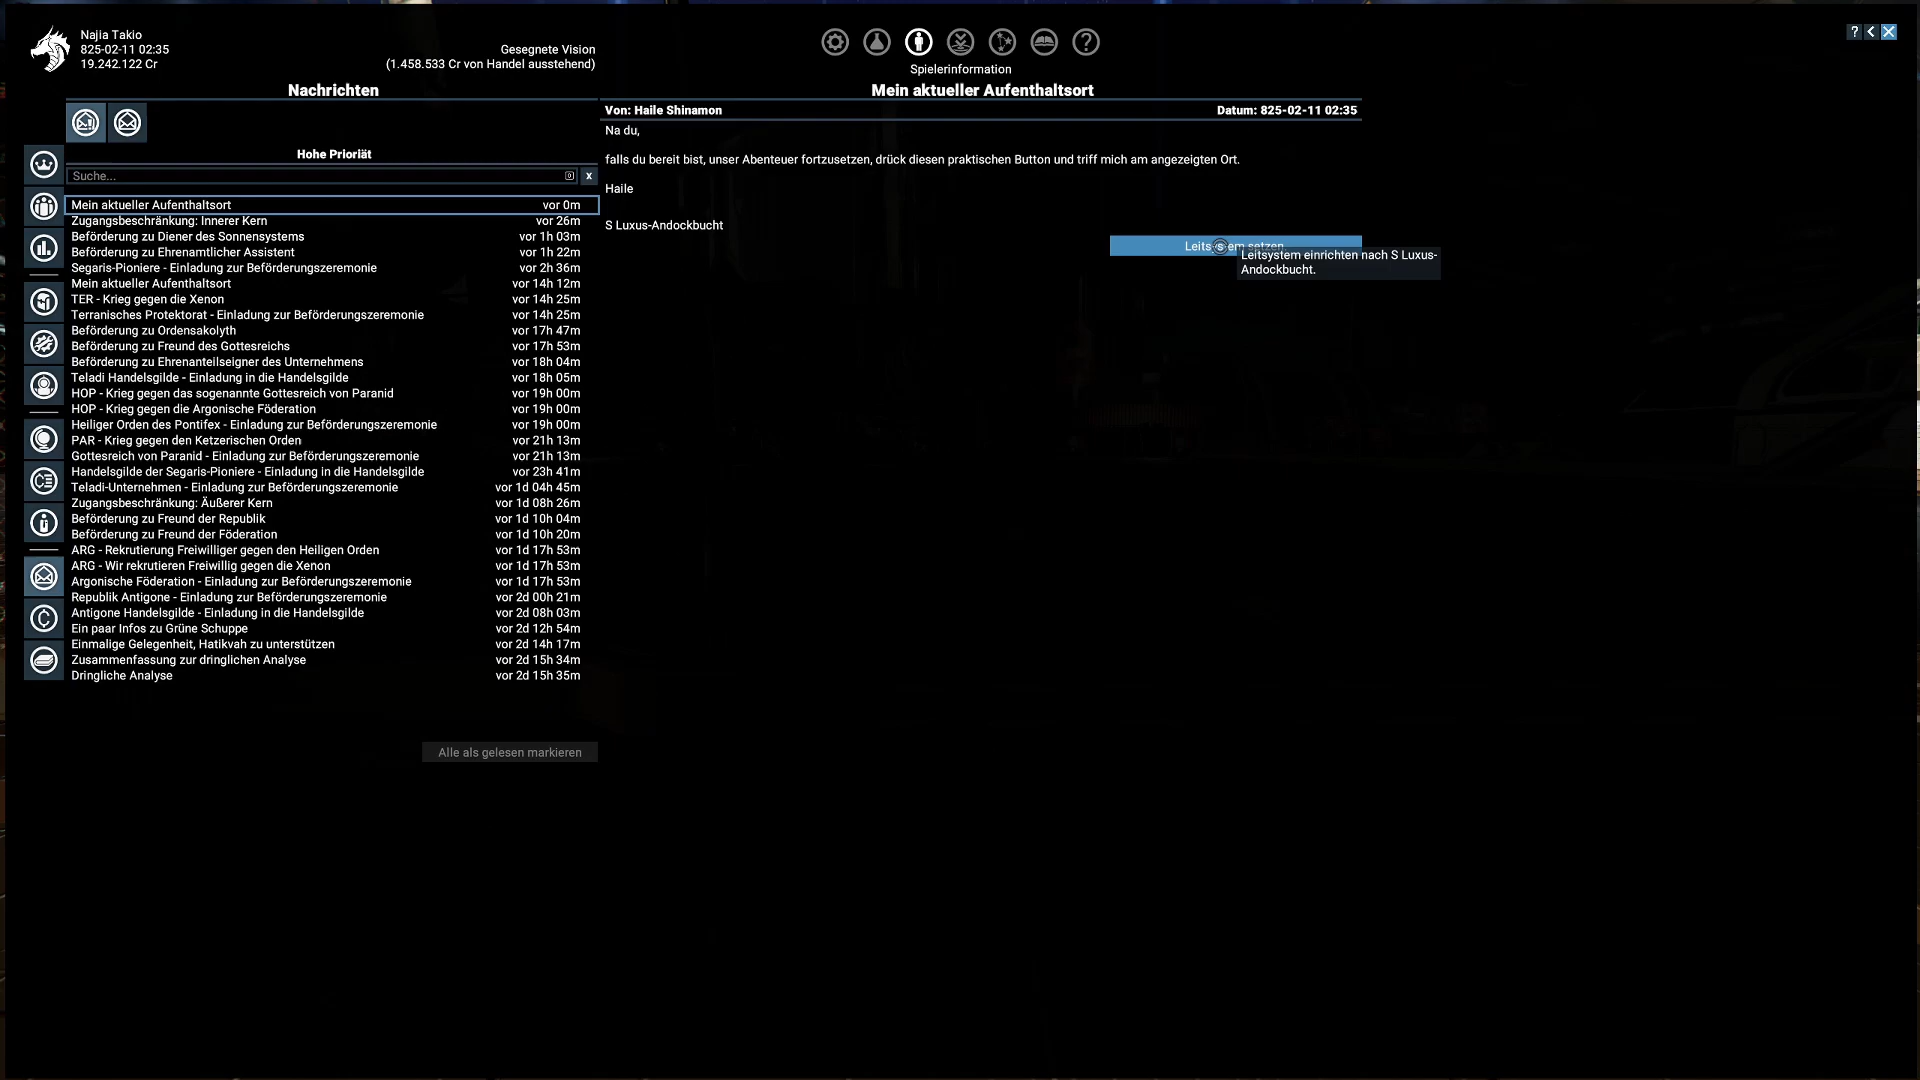 Najia Takio
825-02-11 02:35
19.242.122 Cr
Gesegnete Vision
(1.458.533 Cr von Handel ausstehend)
Spielerinformation
? < X
Nachrichten
Hohe Prioriät
Suche...
x
Mein aktueller Aufenthaltsort vor 0m
Zugangsbeschränkung: Innerer Kern vor 26m
Beförderung zu Diener des Sonnensystems vor 1h 03m
Beförderung zu Ehrenamtlicher Assistent vor 1h 22m
Segaris-Pioniere - Einladung zur Beförderungszeremonie vor 2h 36m
Mein aktueller Aufenthaltsort vor 14h 12m
TER - Krieg gegen die Xenon vor 14h 25m
Terranisches Protektorat - Einladung zur Beförderungszeremonie vor 14h 25m
Beförderung zu Ordensakolyth vor 17h 47m
Beförderung zu Freund des Gottesreichs vor 17h 53m
Beförderung zu Ehrenanteilseigner des Unternehmens vor 18h 04m
Teladi Handelsgilde - Einladung in die Handelsgilde vor 18h 05m
HOP - Krieg gegen das sogenannte Gottesreich von Paranid vor 19h 00m
HOP - Krieg gegen die Argonische Föderation vor 19h 00m
Heiliger Orden des Pontifex - Einladung zur Beförderungszeremonie vor 19h 00m
PAR - Krieg gegen den Ketzerischen Orden vor 21h 13m
Gottesreich von Paranid - Einladung zur Beförderungszeremonie vor 21h 13m
Handelsgilde der Segaris-Pioniere - Einladung in die Handelsgilde vor 23h 41m
Teladi-Unternehmen - Einladung zur Beförderungszeremonie vor 1d 04h 45m
Zugangsbeschränkung: Äußerer Kern vor 1d 08h 26m
Beförderung zu Freund der Republik vor 1d 10h 04m
Beförderung zu Freund der Föderation vor 1d 10h 20m
ARG - Rekrutierung Freiwilliger gegen den Heiligen Orden vor 1d 17h 53m
ARG - Wir rekrutieren Freiwillig gegen die Xenon vor 1d 17h 53m
Argonische Föderation - Einladung zur Beförderungszeremonie vor 1d 17h 53m
Republik Antigone - Einladung zur Beförderungszeremonie vor 2d 00h 21m
Antigone Handelsgilde - Einladung in die Handelsgilde vor 2d 08h 03m
Ein paar Infos zu Grüne Schuppe vor 2d 12h 54m
Einmalige Gelegenheit, Hatikvah zu unterstützen vor 2d 14h 17m
Zusammenfassung zur dringlichen Analyse vor 2d 15h 34m
Dringliche Analyse vor 2d 15h 35m
Alle als gelesen markieren
Mein aktueller Aufenthaltsort
Von: Haile Shinamon Datum: 825-02-11 02:35
Na du,
falls du bereit bist, unser Abenteuer fortzusetzen, drück diesen praktischen Button und triff mich am angezeigten Ort.
Haile
S Luxus-Andockbucht
Leitsystem setzen
Leitsystem einrichten nach S Luxus-
Andockbucht.